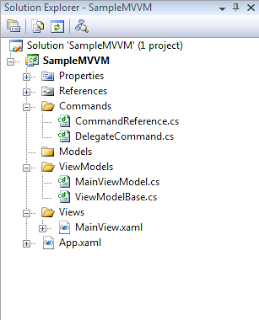 Solution Explorer - SampleMVVM
Solution 'SampleMVVM' (1 project)
SampleMVVM
Properties
References
Commands
CommandReference.cs
DelegateCommand.cs
Models
ViewModels
MainViewModel.cs
ViewModelBase.cs
Views
MainView.xaml
App.xaml